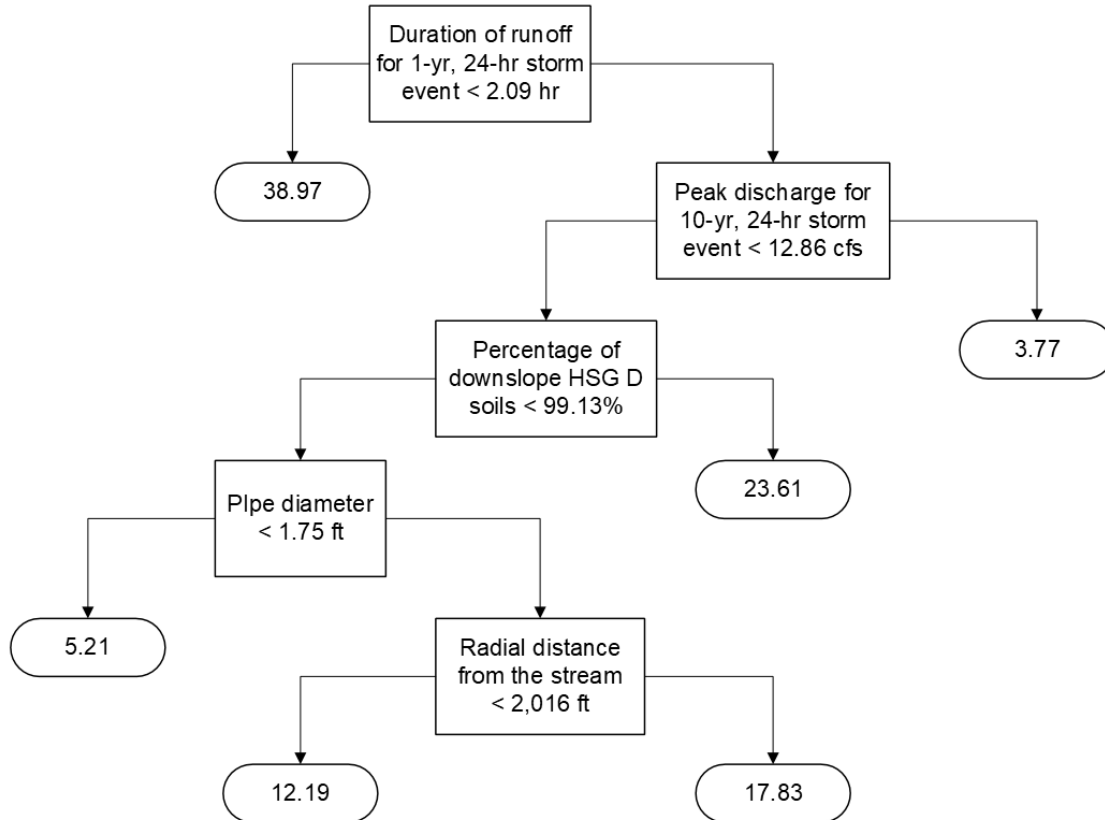 Duration of runoff
for 1-yr, 24-hr storm
event < 2.09 hr
38.97
Peak discharge for
10-yr, 24-hr storm
event < 12.86 cfs
Percentage of
downslope HSG D
soils < 99.13%
3.77
PIpe diameter
< 1.75 ft
23.61
5.21
Radial distance
from the stream
< 2,016 ft
12.19
17.83